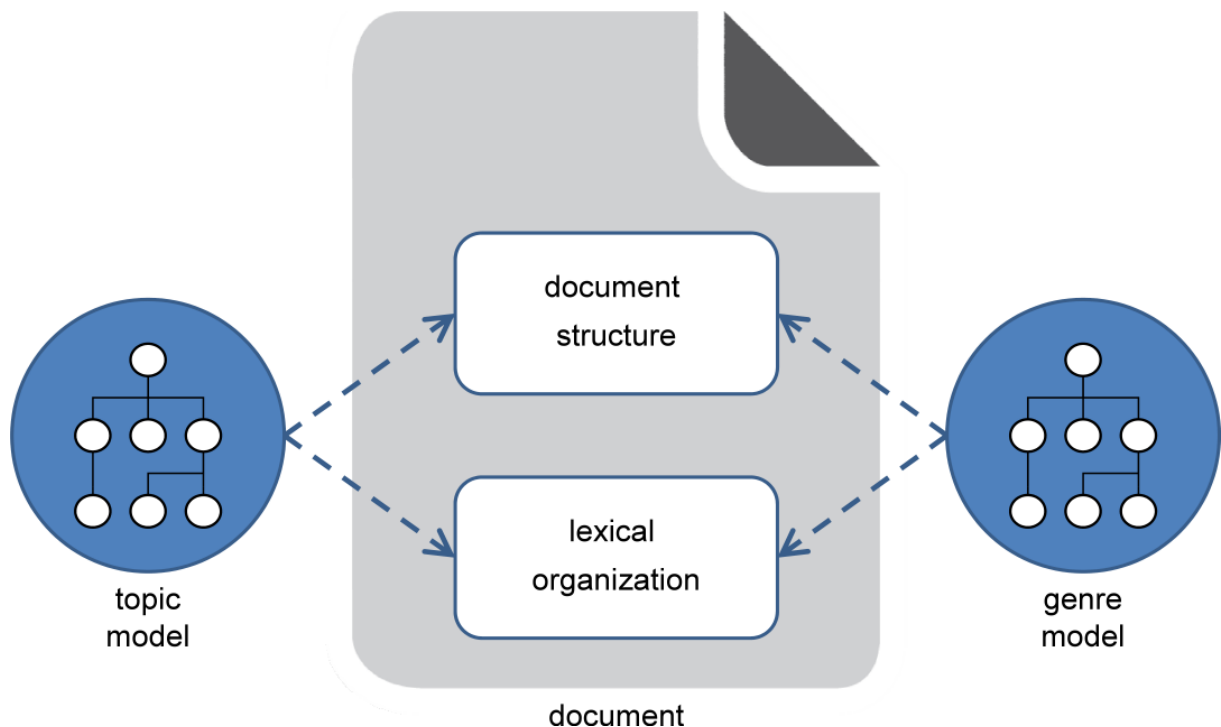 document
structure
lexical
organization
topic
model
genre
model
document